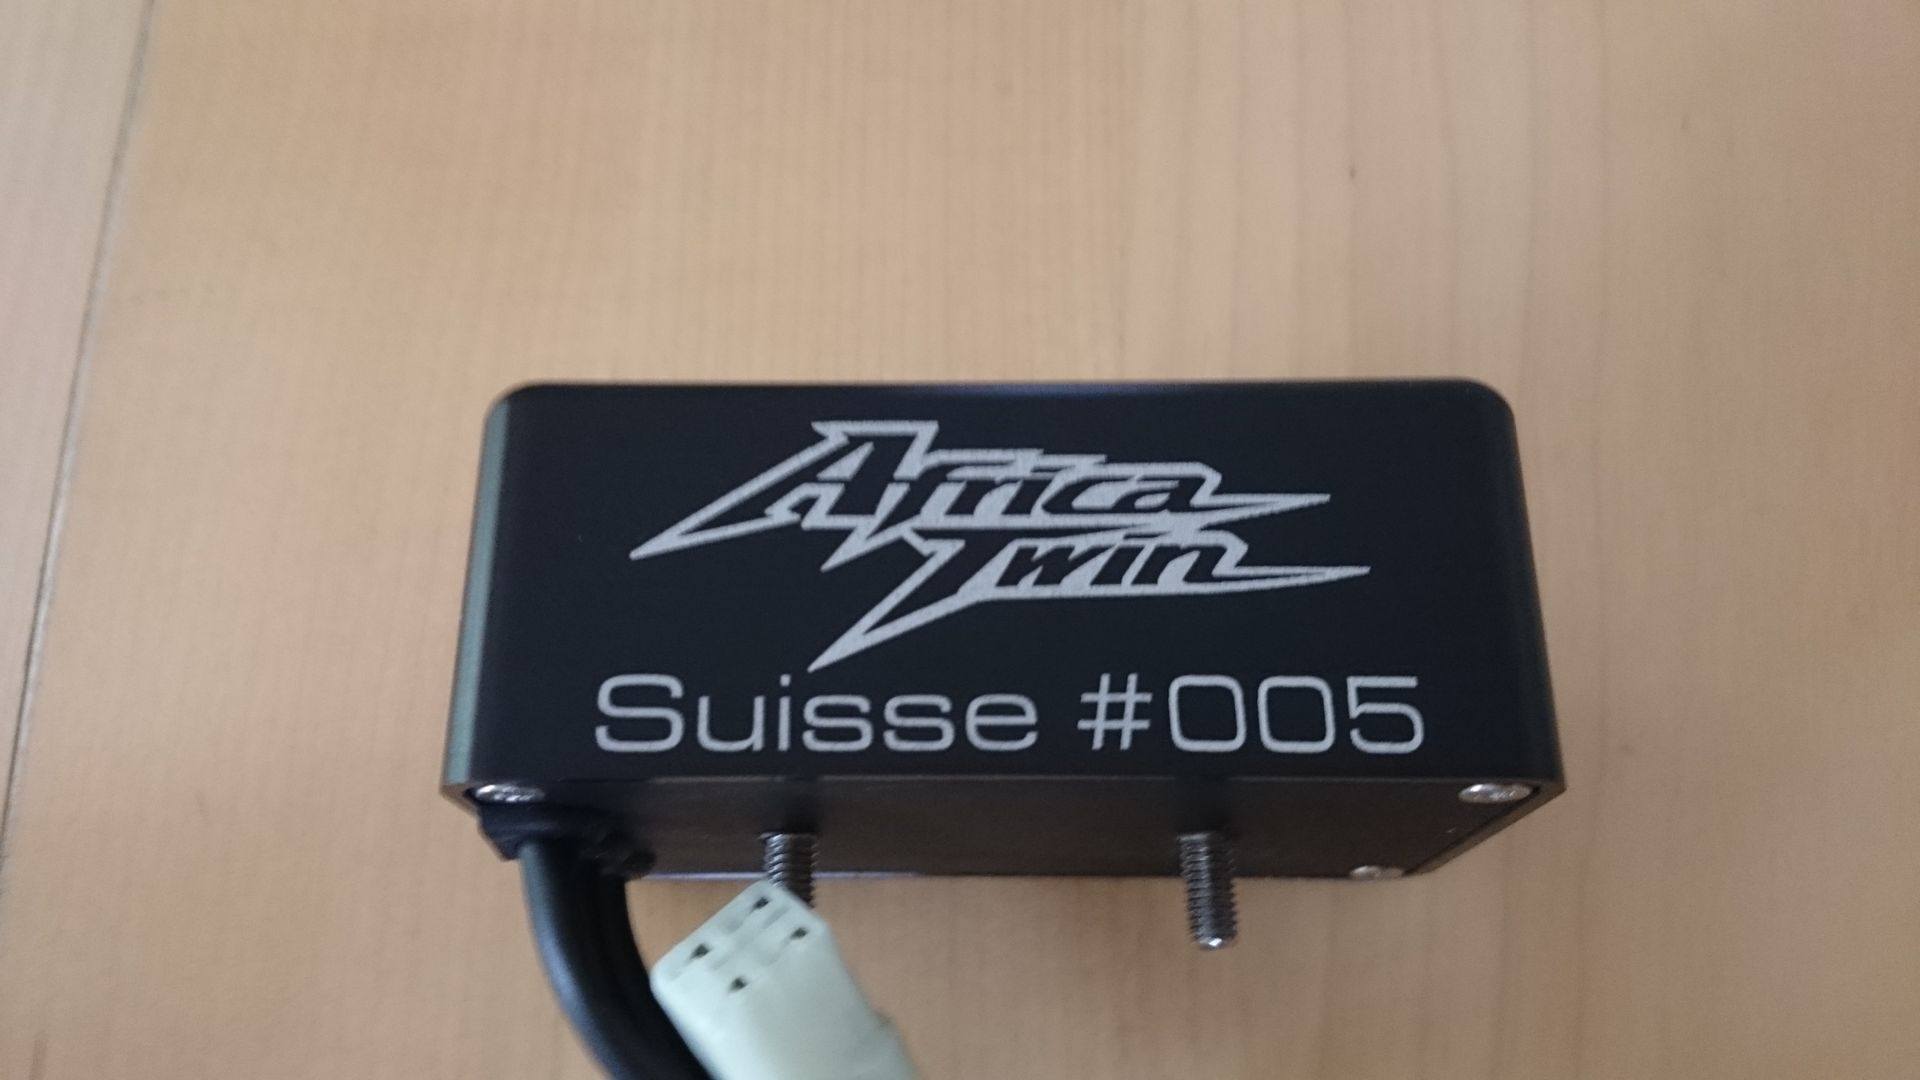 Africa
Twin
Suisse #005